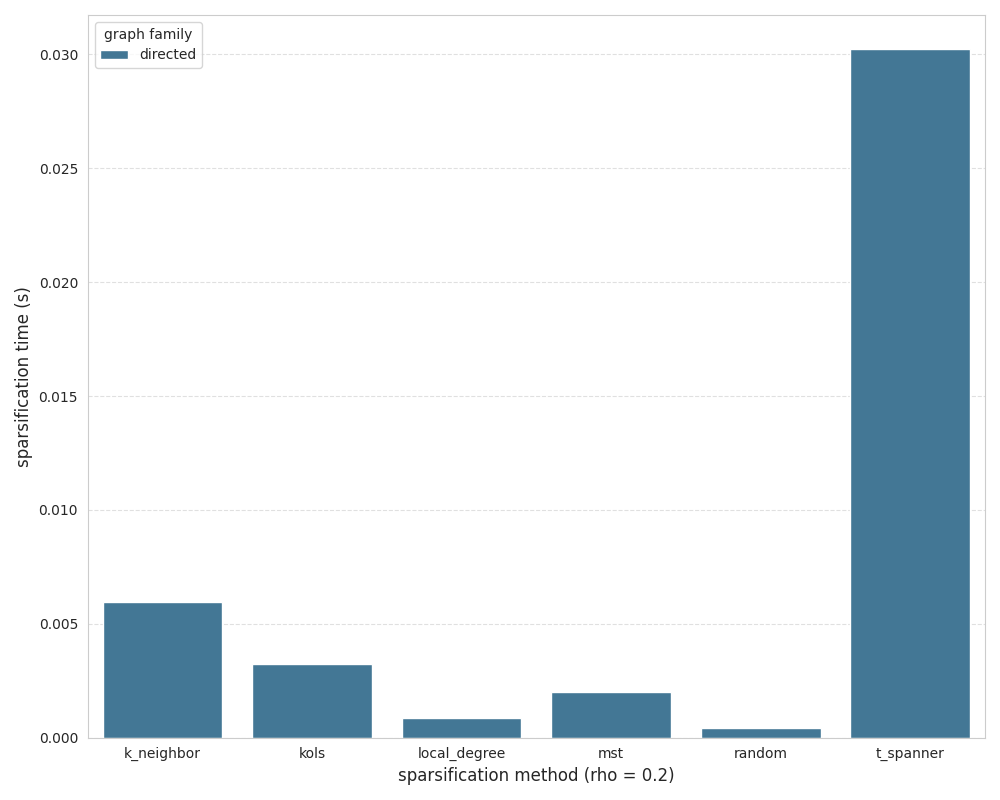 graph family
directed
0.030
0.025
0.020
0.015
0.010
0.005
0.000
sparsification time (s)
k_neighbor kols local_degree mst random t_spanner
sparsification method (rho = 0.2)